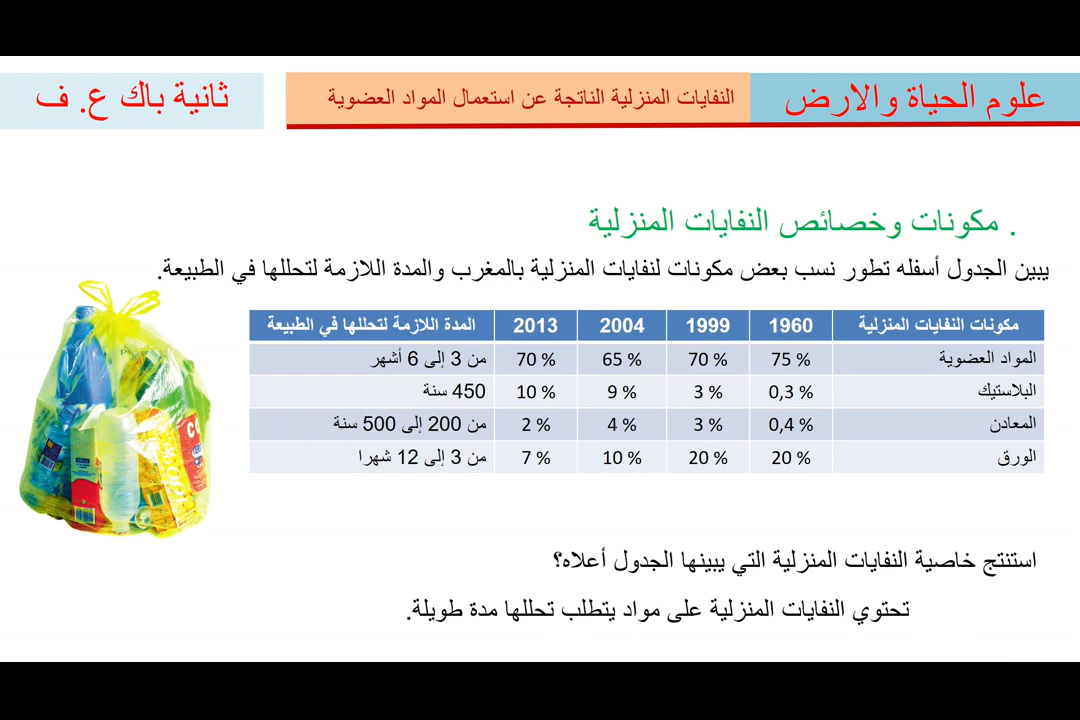 علوم الحياة والارض
النفايات المنزلية الناتجة عن استعمال المواد العضوية
ثانية باك ع. ف
. مكونات وخصائص النفايات المنزلية
يبين الجدول أسفله تطور نسب بعض مكونات لنفايات المنزلية بالمغرب والمدة اللازمة لتحللها في الطبيعة.
مكونات النفايات المنزلية 1960 1999 2004 2013 المدة اللازمة لتحللها في الطبيعة
المواد العضوية 75 % 70 % 65 % 70 % من 3 إلى 6 أشهر
البلاستيك 0,3 % 3 % 9 % 10 % 450 سنة
المعادن 0,4 % 3 % 4 % 2 % من 200 إلى 500 سنة
الورق 20 % 20 % 10 % 7 % من 3 إلى 12 شهرا
استنتج خاصية النفايات المنزلية التي يبينها الجدول أعلاه؟
تحتوي النفايات المنزلية على مواد يتطلب تحللها مدة طويلة.